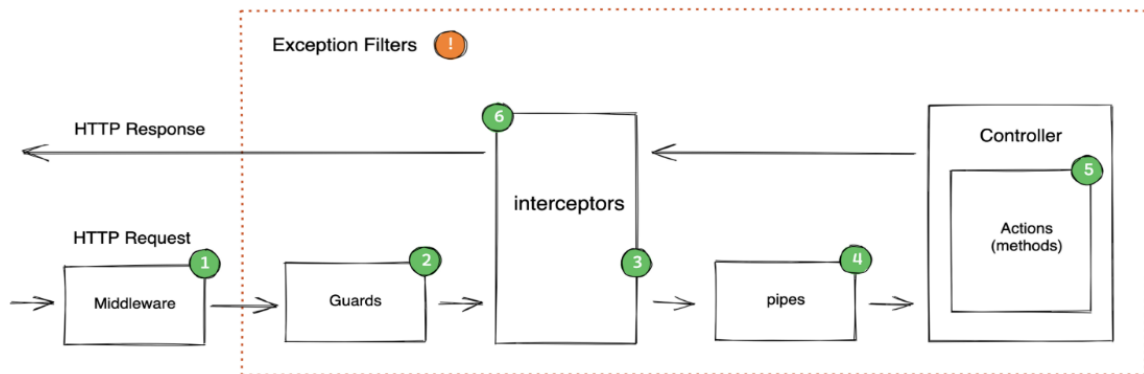 Exception Filters !
6
HTTP Response
Controller
5
interceptors
Actions
(methods)
HTTP Request
1
2
3
4
Middleware
Guards
pipes